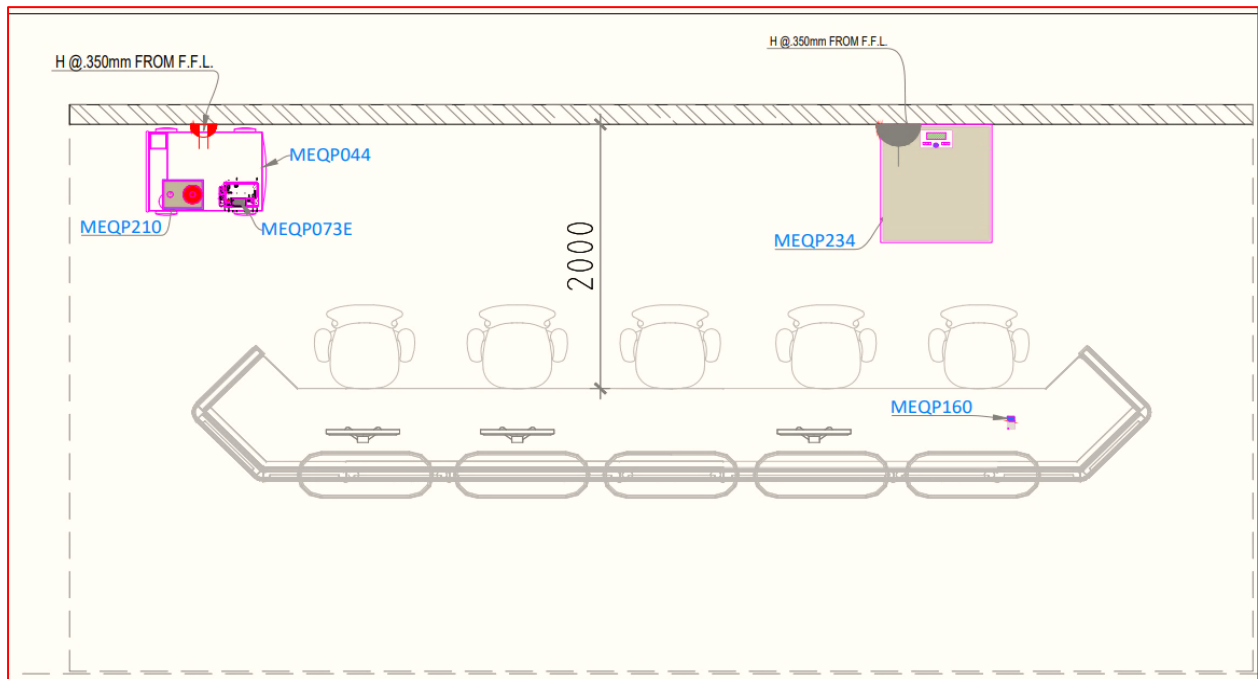 H @.350mm FROM F.F.L.
H @.350mm FROM F.F.L.
MEQP044
MEQP210
MEQP073E
MEQP234
2000
MEQP160